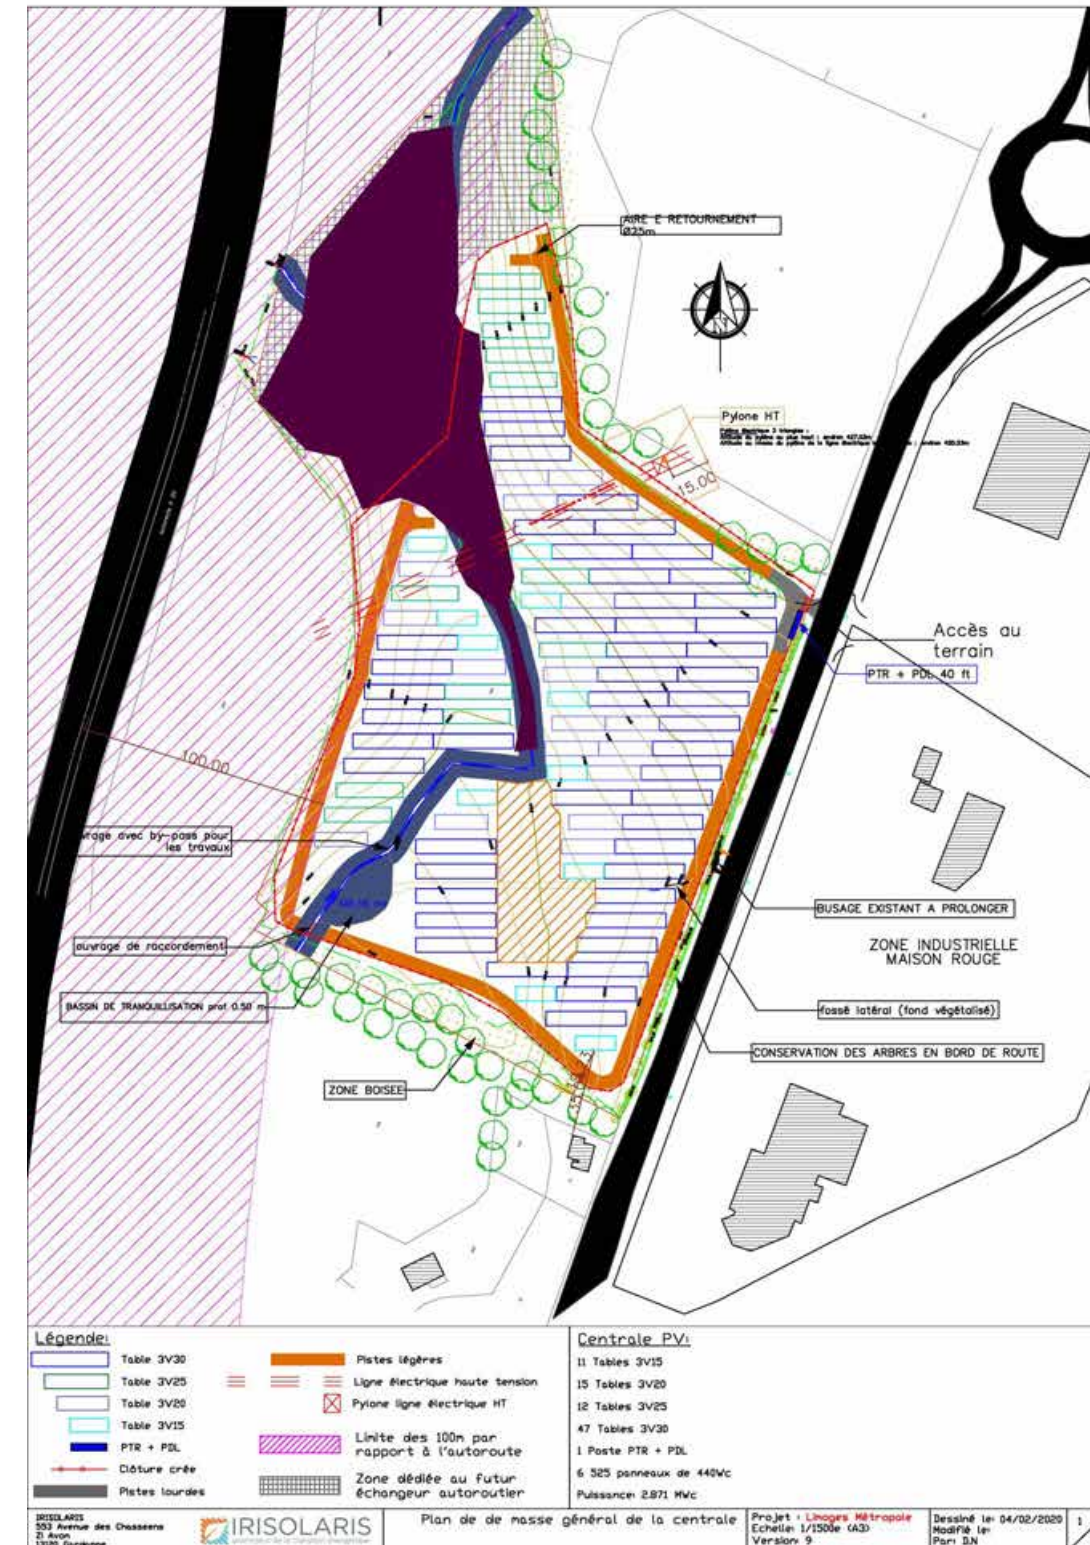 AIRE E RETOURNEMENT
Ø25m
N
Pylone HT
15.00
Accès au
terrain
PTR + PDL 40 ft
100.00
vrage avec by-pass pour
les travaux
ouvrage de raccordement
BASSIN DE TRANQUILLISATION prof 0.50 m
ZONE BOISEE
BUSAGE EXISTANT A PROLONGER
ZONE INDUSTRIELLE
MAISON ROUGE
fossé latéral (fond végétalisé)
CONSERVATION DES ARBRES EN BORD DE ROUTE
Légende:
Table 3V30
Table 3V25
Table 3V20
Table 3V15
PTR + PDL
Clôture crée
Pistes lourdes
Pistes légères
Ligne électrique haute tension
Pylone ligne électrique HT
Limite des 100m par
rapport à l'autoroute
Zone dédiée au futur
échangeur autoroutier
Centrale PV:
11 Tables 3V15
15 Tables 3V20
12 Tables 3V25
47 Tables 3V30
1 Poste PTR + PDL
6 525 panneaux de 440Wc
Puissance: 2.871 MWc
IRISOLARIS
553 Avenue des Chasseens
ZI Avon
IRISOLARIS
Plan de de masse général de la centrale
Projet : Limoges Métropole
Echelle: 1/1500e (A3)
Version: 9
Dessiné le: 04/02/2020
Modifié le:
Par: D.N
1